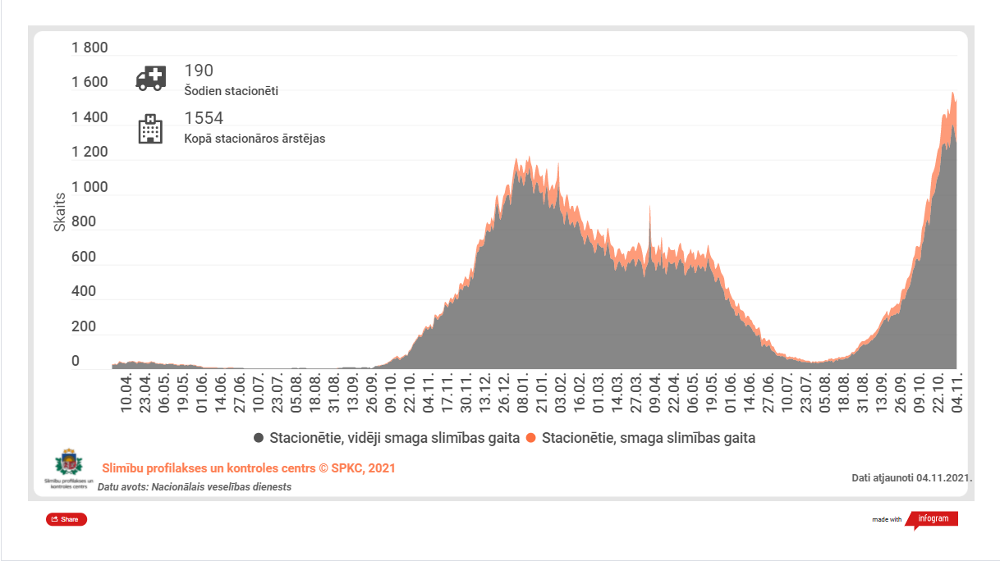 1 800
190
1 600
Šodien stacionēti
1 400
1554
Kopā stacionāros ārstējas
1 200
1 000
Skaits
800
600
400
200
0
10.04. 23.04. 06.05. 19.05. 01.06. 14.06. 27.06. 10.07. 23.07. 05.08. 18.08. 31.08. 13.09. 26.09. 09.10. 22.10. 04.11. 17.11. 30.11. 13.12. 26.12. 08.01. 21.01. 03.02. 16.02. 01.03. 14.03. 27.03. 09.04. 22.04. 06.05. 19.05. 01.06. 14.06. 27.06. 10.07. 23.07. 05.08. 18.08. 31.08. 13.09. 26.09. 09.10. 22.10. 04.11.
Stacionētie, vidēji smaga slimības gaita Stacionētie, smaga slimības gaita
Slimību profilakses un kontroles centrs © SPKC, 2021
Slimību profilakses un
kontroles centrs
Datu avots: Nacionālais veselības dienests
Dati atjaunoti 04.11.2021.
Share
made with infogram